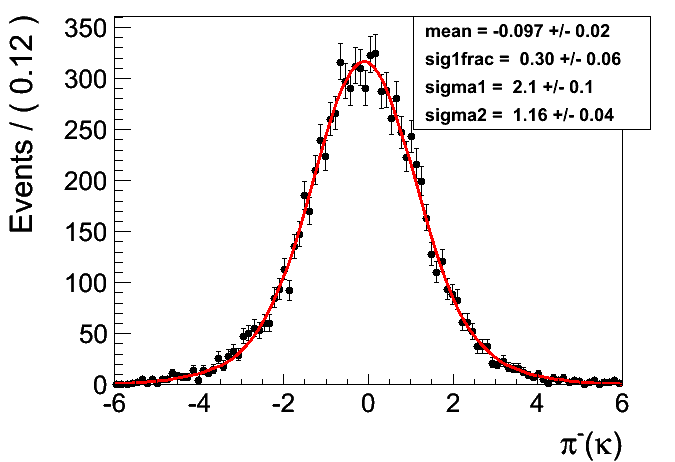 mean = -0.097 +/- 0.02
sig1frac = 0.30 +/- 0.06
sigma1 = 2.1 +/- 0.1
sigma2 = 1.16 +/- 0.04
Events / ( 0.12 )
350
300
250
200
150
100
50
0
-6 -4 -2 0 2 4 6
π⁻(κ)